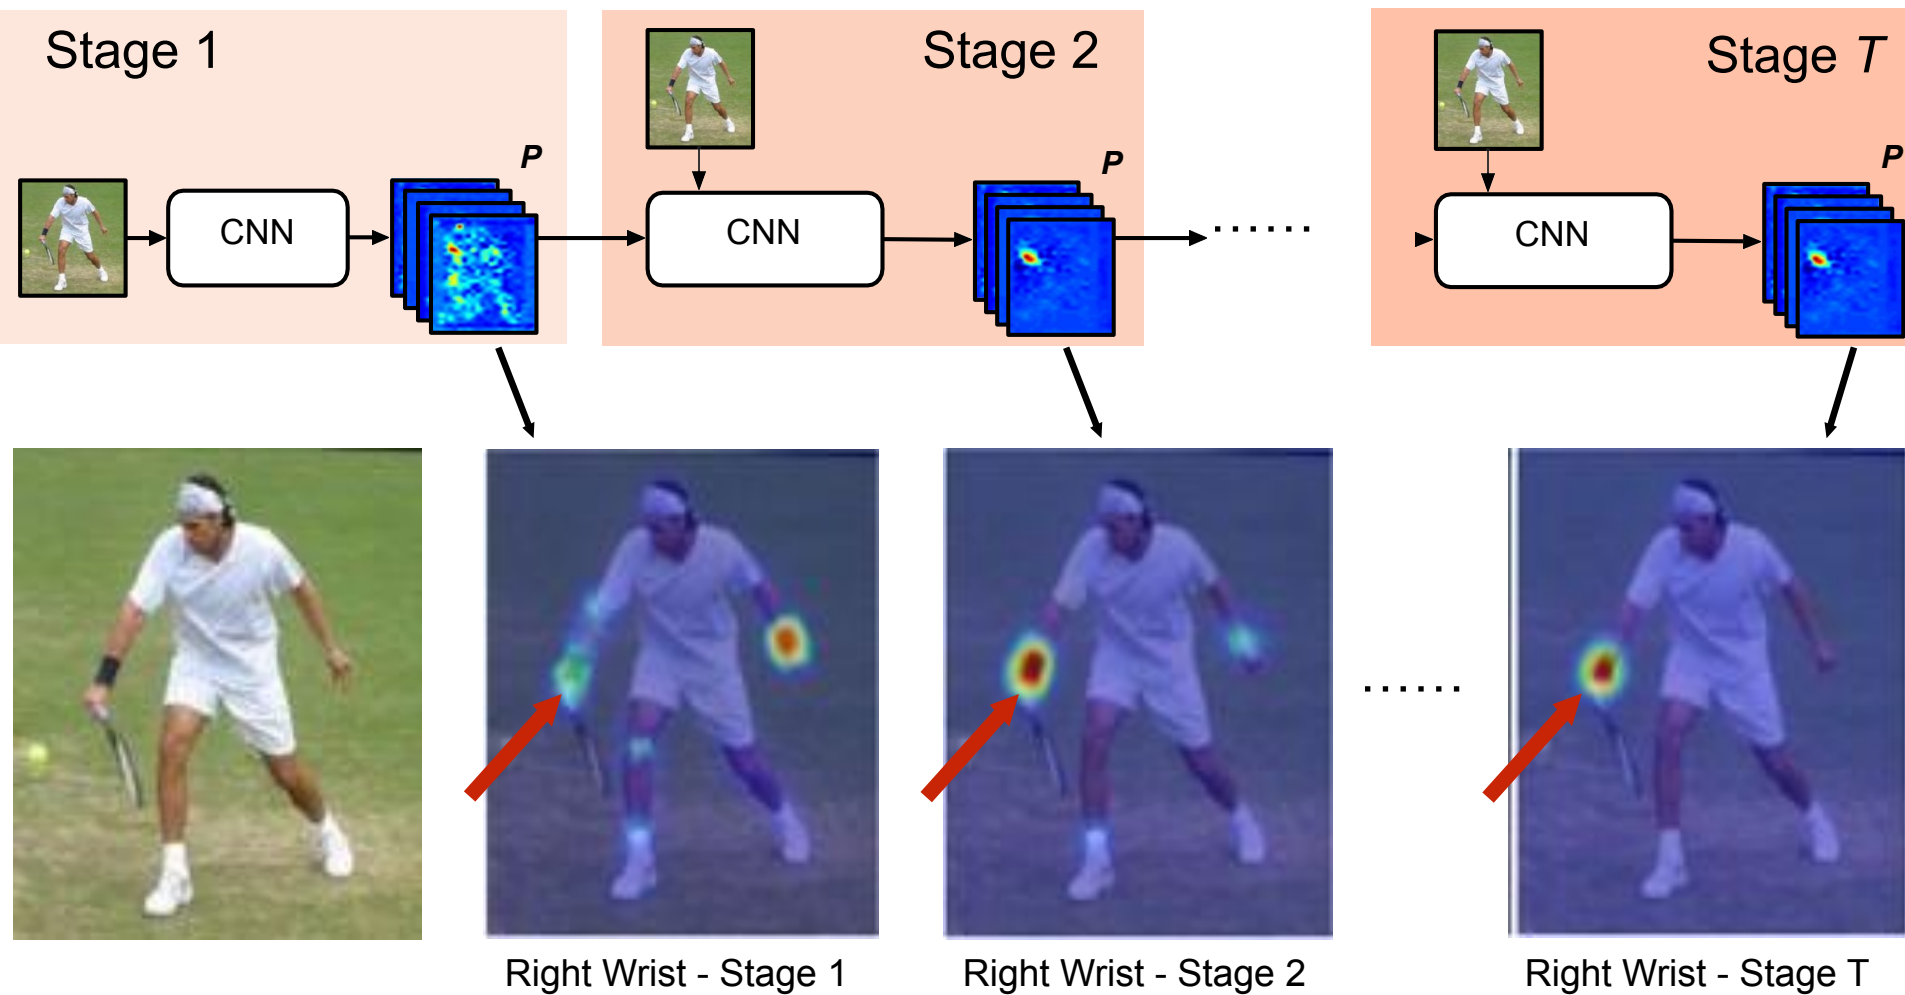 Stage 1
Stage 2
Stage T
P
P
P
CNN
CNN
......
CNN
......
Right Wrist - Stage 1
Right Wrist - Stage 2
Right Wrist - Stage T